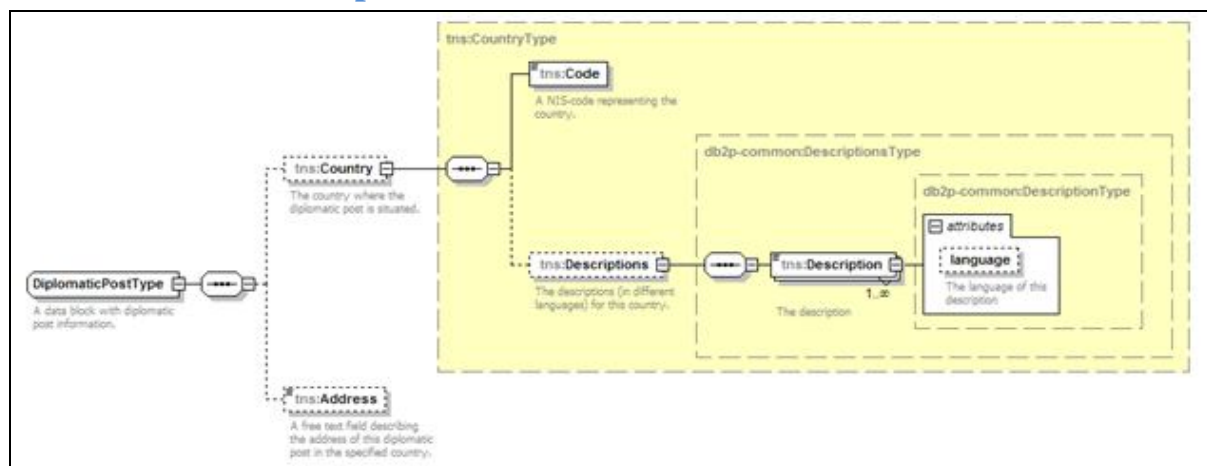 tns:CountryType
tns:Code
A NIS-code representing the
country.
db2p-common:DescriptionsType
tns:Country
The country where the
diplomatic post is situated.
db2p-common:DescriptionType
attributes
language
The language of this
description
tns:Descriptions
The descriptions (in different
languages) for this country.
tns:Description
1..∞
The description
DiplomaticPostType
A data block with diplomatic
post information.
tns:Address
A free text field describing
the address of this diplomatic
post in the specified country.